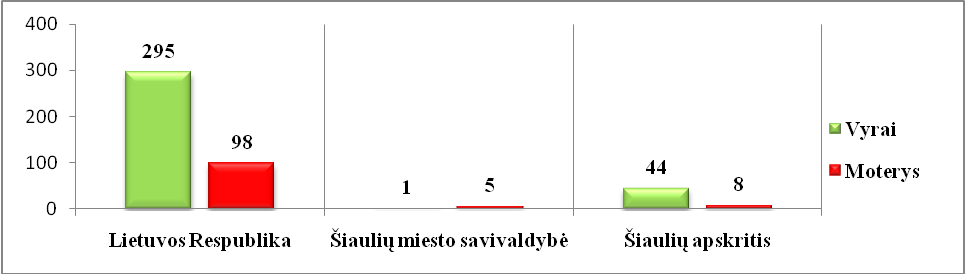 400
300
200
100
0
295
98
1
5
44
8
Lietuvos Respublika
Šiaulių miesto savivaldybė
Šiaulių apskritis
Vyrai
Moterys